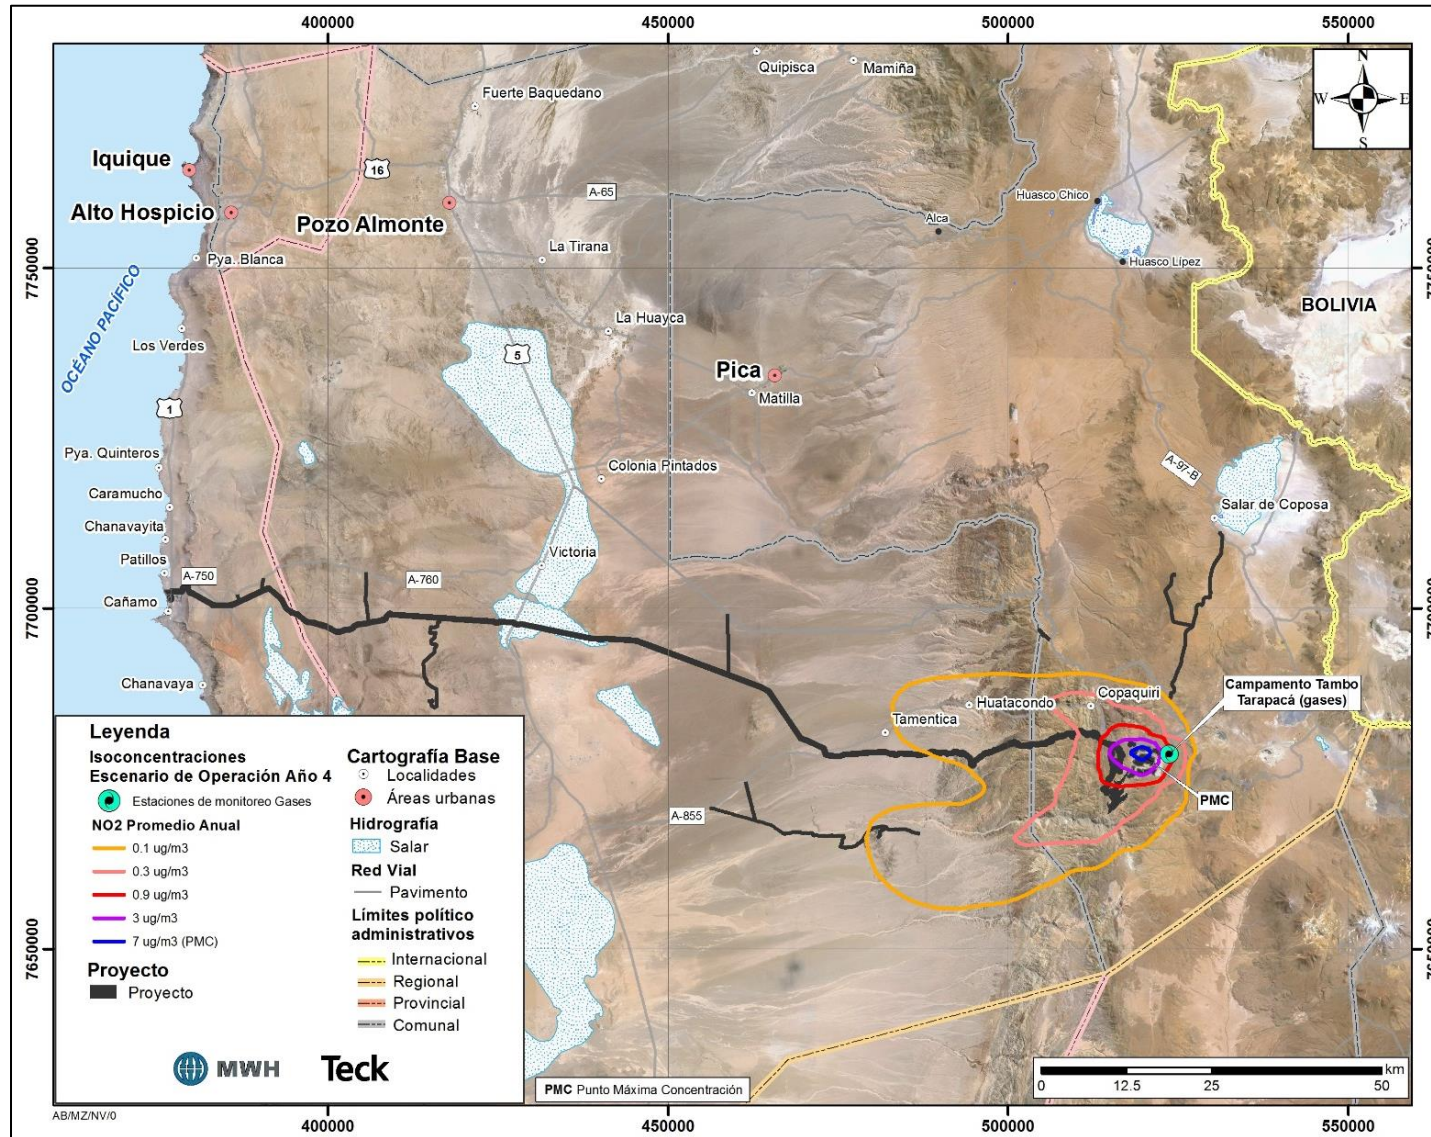 400000
450000
500000
550000
N
W
E
S
Quipisca
Mamiña
Fuerte Baquedano
Iquique
16
A-65
Alto Hospicio
Pozo Almonte
Huasco Chico
Alca
La Tirana
Pya. Blanca
Huasco Lípez
7750000
7750000
OCÉANO PACÍFICO
BOLIVIA
La Huayca
Los Verdes
5
Pica
Matilla
1
Pya. Quinteros
Colonia Pintados
A-97-B
Caramucho
Salar de Coposa
Chanavayita
Victoria
Patillos
A-750
A-760
Cañamo
7700000
7700000
Chanavaya
Campamento Tambo
Tarapacá (gases)
Copaquiri
Huatacondo
Tamentica
PMC
A-855
Leyenda
Isoconcentraciones
Escenario de Operación Año 4
Estaciones de monitoreo Gases
NO2 Promedio Anual
0.1 ug/m3
0.3 ug/m3
0.9 ug/m3
3 ug/m3
7 ug/m3 (PMC)
Proyecto
Proyecto
Cartografía Base
Localidades
Áreas urbanas
Hidrografía
Salar
Red Vial
Pavimento
Límites político
administrativos
Internacional
Regional
Provincial
Comunal
MWH
Teck
7650000
7650000
PMC Punto Máxima Concentración
km
0
12.5
25
50
AB/MZ/NV/0
400000
450000
500000
550000